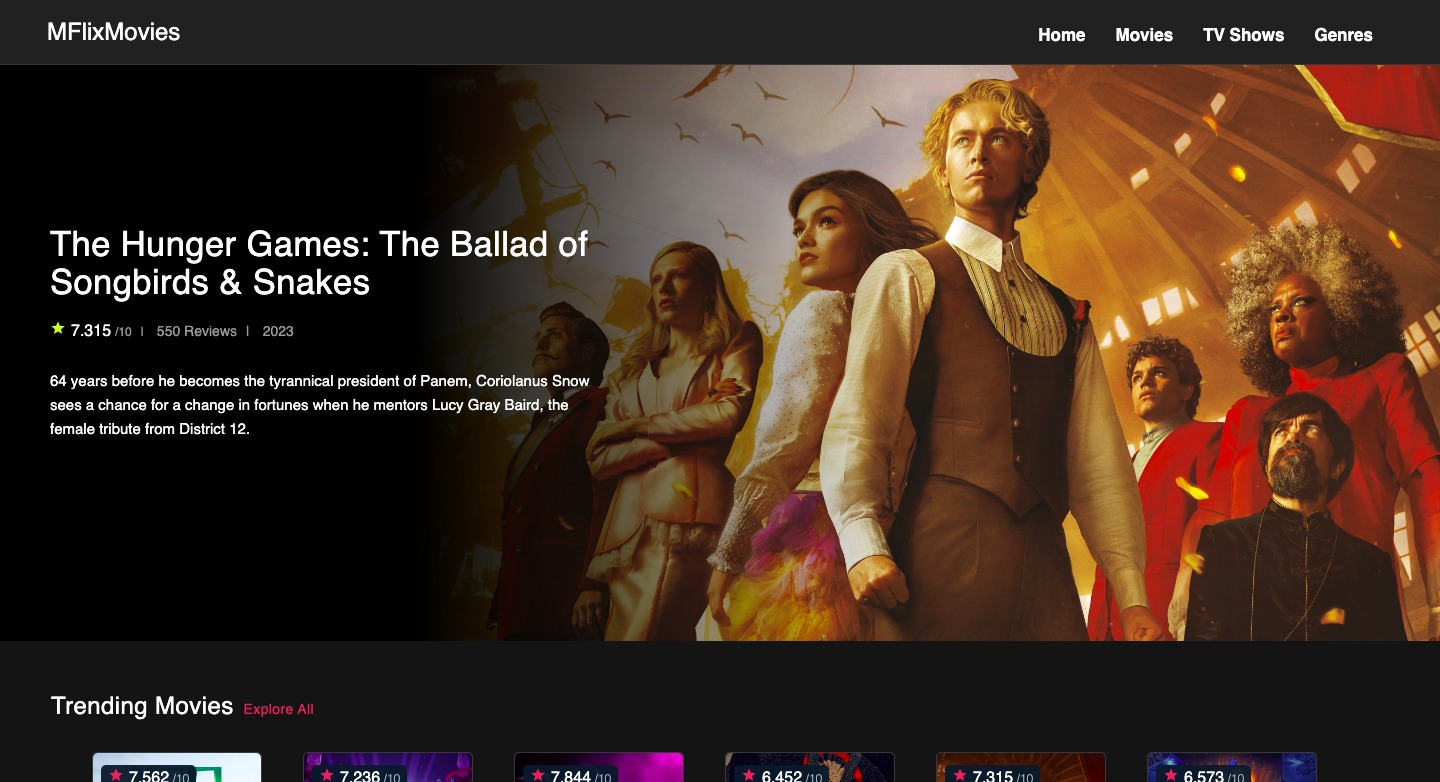 MFlixMovies
Home Movies TV Shows Genres
The Hunger Games: The Ballad of
Songbirds & Snakes
7.315 /10 | 550 Reviews | 2023
64 years before he becomes the tyrannical president of Panem, Coriolanus Snow
sees a chance for a change in fortunes when he mentors Lucy Gray Baird, the
female tribute from District 12.
Trending Movies Explore All
7.562 /10 7.236 /10 7.844 /10 6.452 /10 7.315 /10 6.573 /10